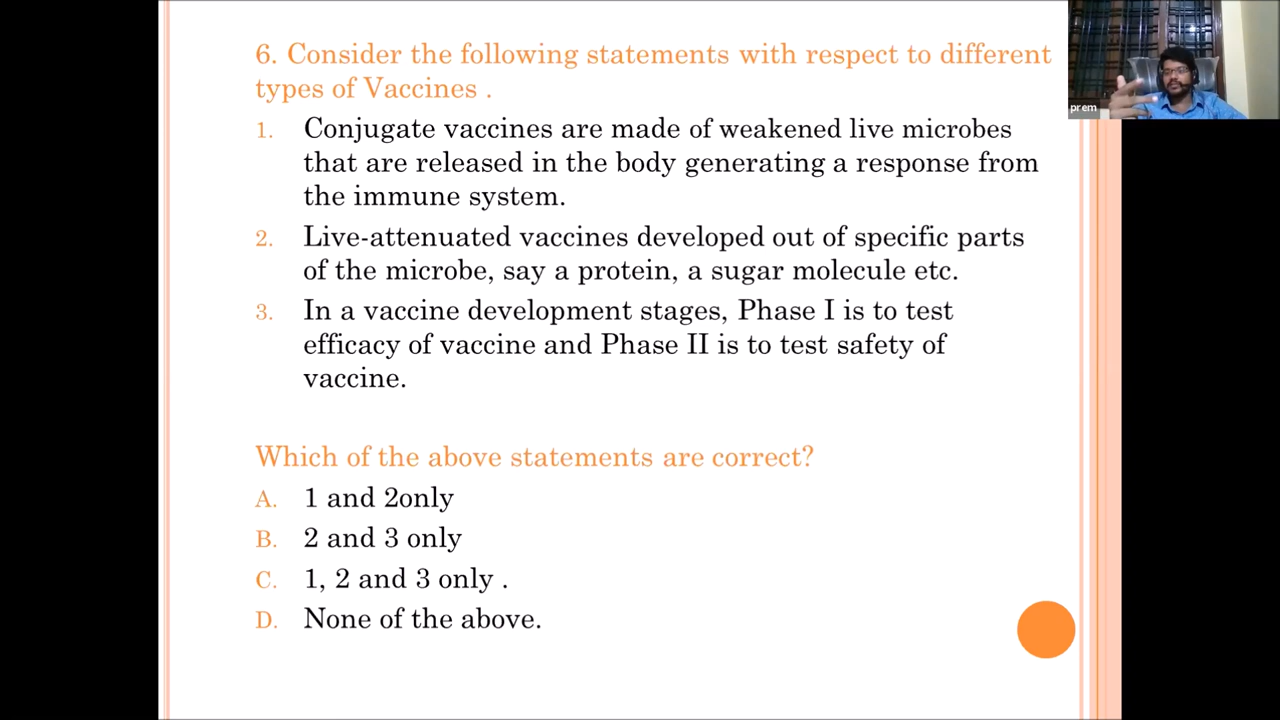 6. Consider the following statements with respect to different
types of Vaccines .
1. Conjugate vaccines are made of weakened live microbes
that are released in the body generating a response from
the immune system.
2. Live-attenuated vaccines developed out of specific parts
of the microbe, say a protein, a sugar molecule etc.
3. In a vaccine development stages, Phase I is to test
efficacy of vaccine and Phase II is to test safety of
vaccine.
Which of the above statements are correct?
A. 1 and 2only
B. 2 and 3 only
C. 1, 2 and 3 only .
D. None of the above.
prem